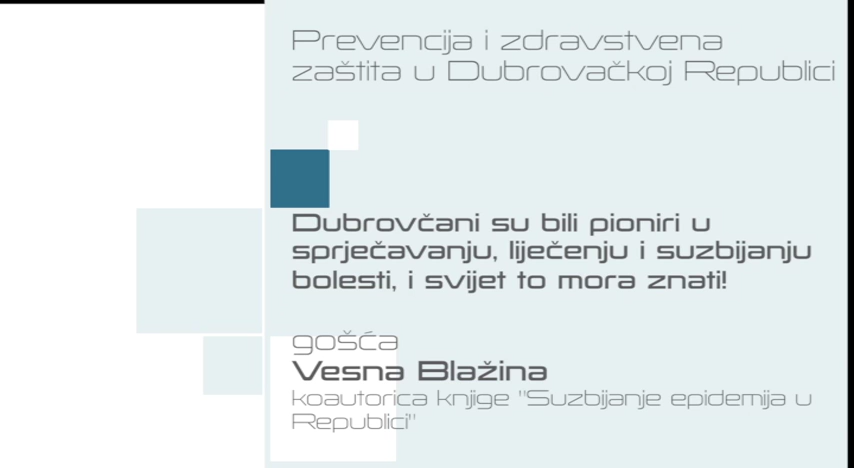 Prevencija i zdravstvena
zaštita u Dubrovačkoj Republici
Dubrovčani su bili pioniri u
sprječavanju, liječenju i suzbijanju
bolesti, i svijet to mora znati!
gošća
Vesna Blažina
koautorica knjige "Suzbijanje epidemija u
Republici"